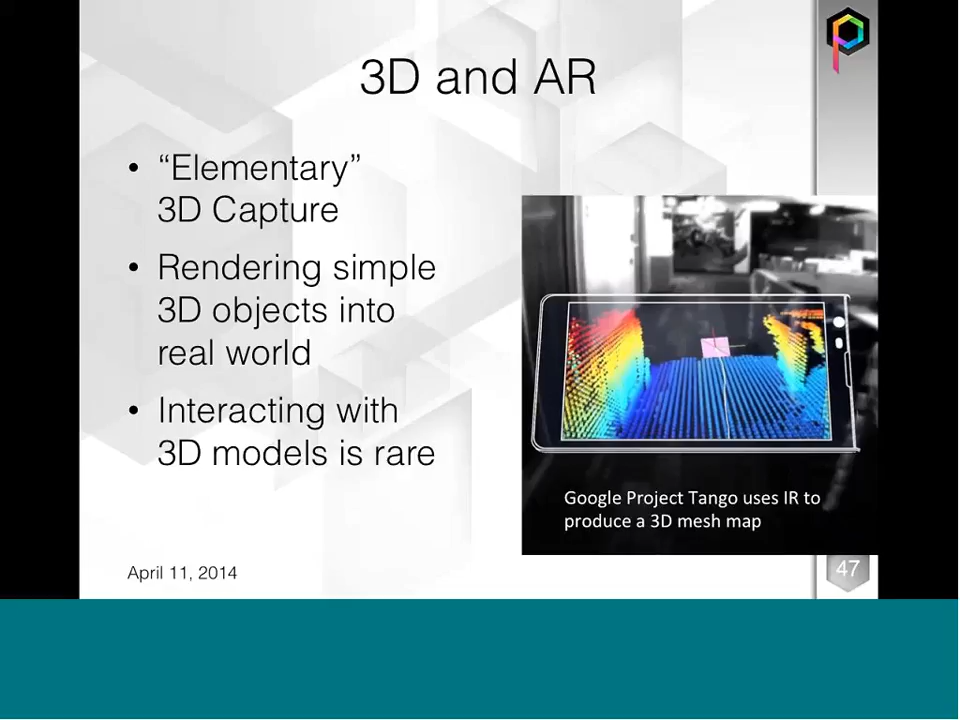 3D and AR
• “Elementary”
3D Capture
• Rendering simple
3D objects into
real world
• Interacting with
3D models is rare
Google Project Tango uses IR to
produce a 3D mesh map
April 11, 2014
47